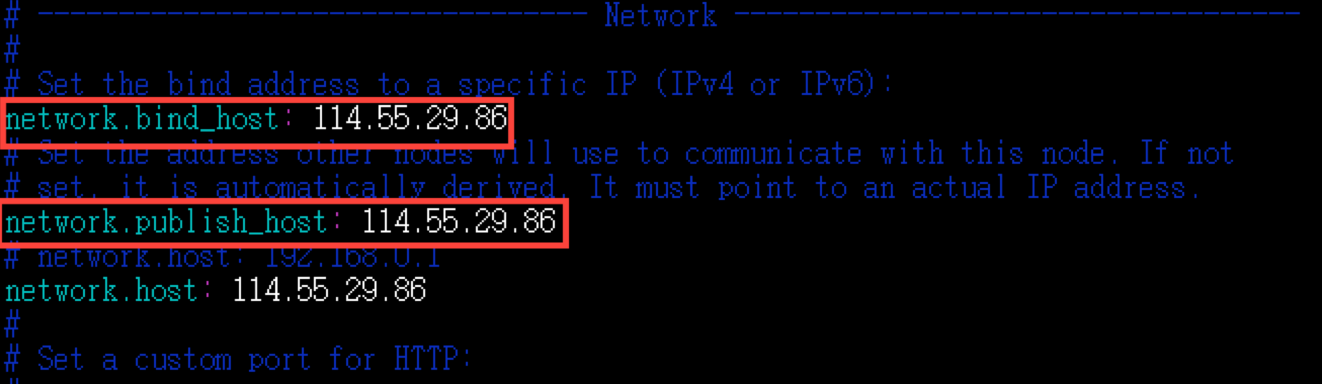 # ---------------------------------- Network -----------------------------------
#
# Set the bind address to a specific IP (IPv4 or IPv6):
network.bind_host: 114.55.29.86
# Set the address other nodes will use to communicate with this node. If not
# set, it is automatically derived. It must point to an actual IP address.
network.publish_host: 114.55.29.86
# network.host: 192.168.0.1
network.host: 114.55.29.86
#
# Set a custom port for HTTP:
#